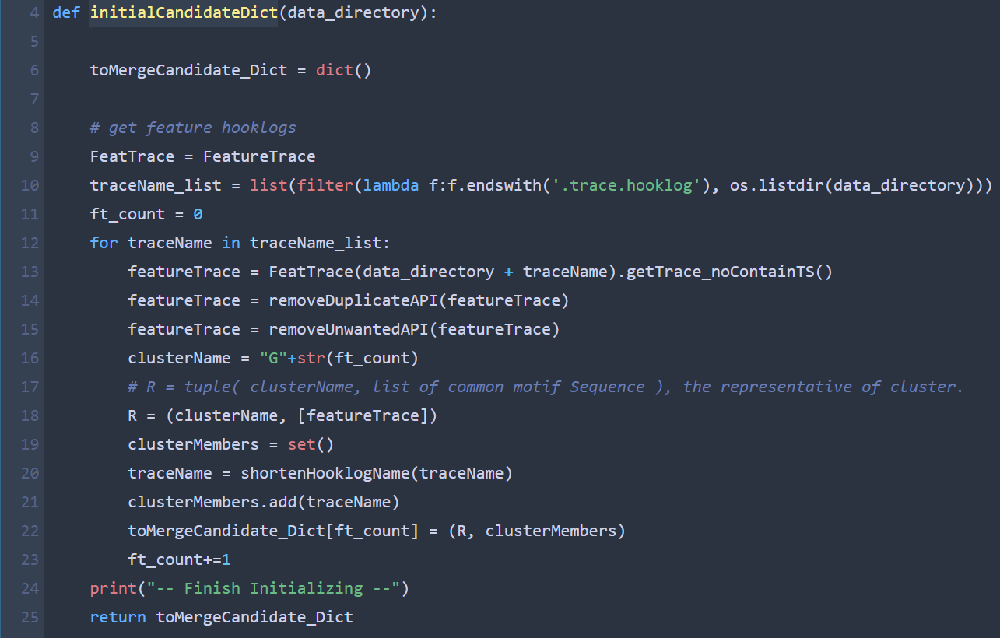 4 def initialCandidateDict(data_directory):
5
6 toMergeCandidate_Dict = dict()
7
8 # get feature hooklogs
9 FeatTrace = FeatureTrace
10 traceName_list = list(filter(lambda f:f.endswith('.trace.hooklog'), os.listdir(data_directory)))
11 ft_count = 0
12 for traceName in traceName_list:
13 featureTrace = FeatTrace(data_directory + traceName).getTrace_noContainTS()
14 featureTrace = removeDuplicateAPI(featureTrace)
15 featureTrace = removeUnwantedAPI(featureTrace)
16 clusterName = "G"+str(ft_count)
17 # R = tuple( clusterName, list of common motif Sequence ), the representative of cluster.
18 R = (clusterName, [featureTrace])
19 clusterMembers = set()
20 traceName = shortenHooklogName(traceName)
21 clusterMembers.add(traceName)
22 toMergeCandidate_Dict[ft_count] = (R, clusterMembers)
23 ft_count+=1
24 print("-- Finish Initializing --")
25 return toMergeCandidate_Dict